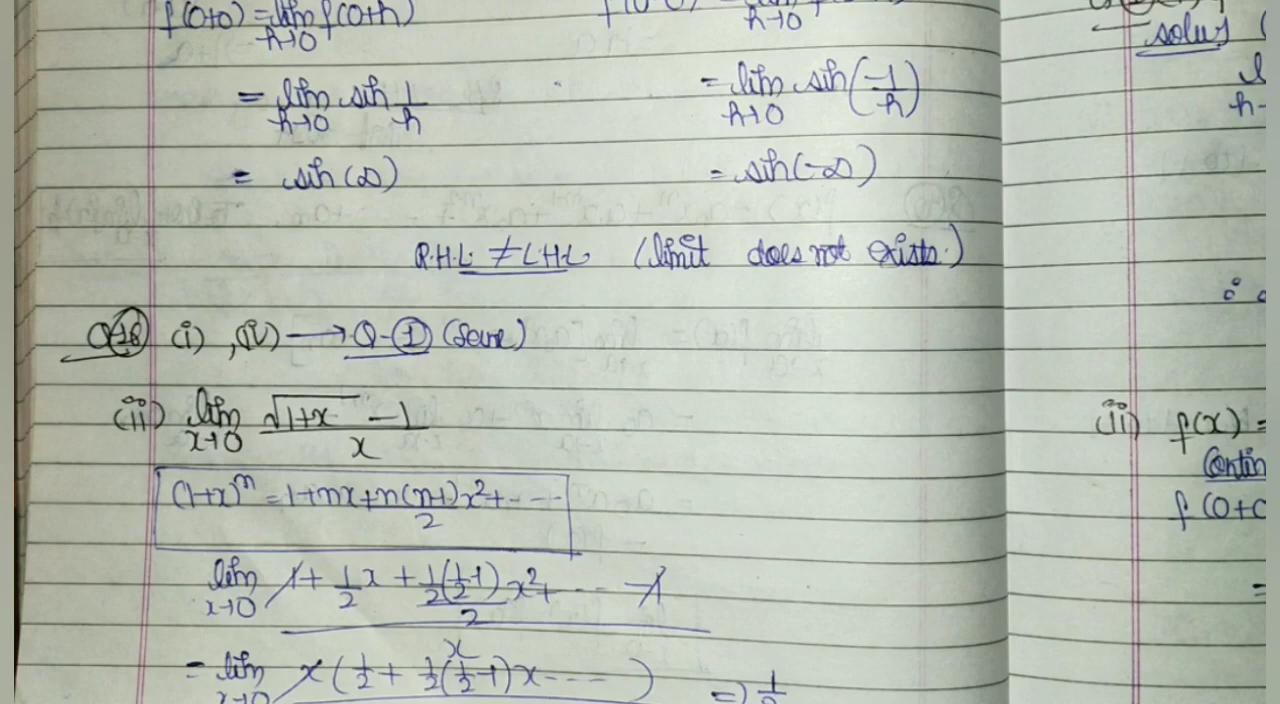 f(0+0) = lim f(0+h)
h→0
h→0
= lim sin 1/h
h→0
= lim sin(-1/h)
h→0
= sin(∞)
= sin(-∞)
R.H.L ≠ L.H.L (limit does not exists.)
Q(18) (i), (iv) → Q-(1) (Same)
(ii) lim (√(1+x) - 1)/x
x→0
(1+x)^n = 1+nx+n(n-1)x²/2+----
lim 1+ 1/2 x + 1/2(1/2-1)/2 x²+ --- -1
x→0
x
= lim x(1/2 + 1/2(1/2-1)x ----)
x→0
solus
h-
(ii) f(x) =
Contin
f(0+0
=